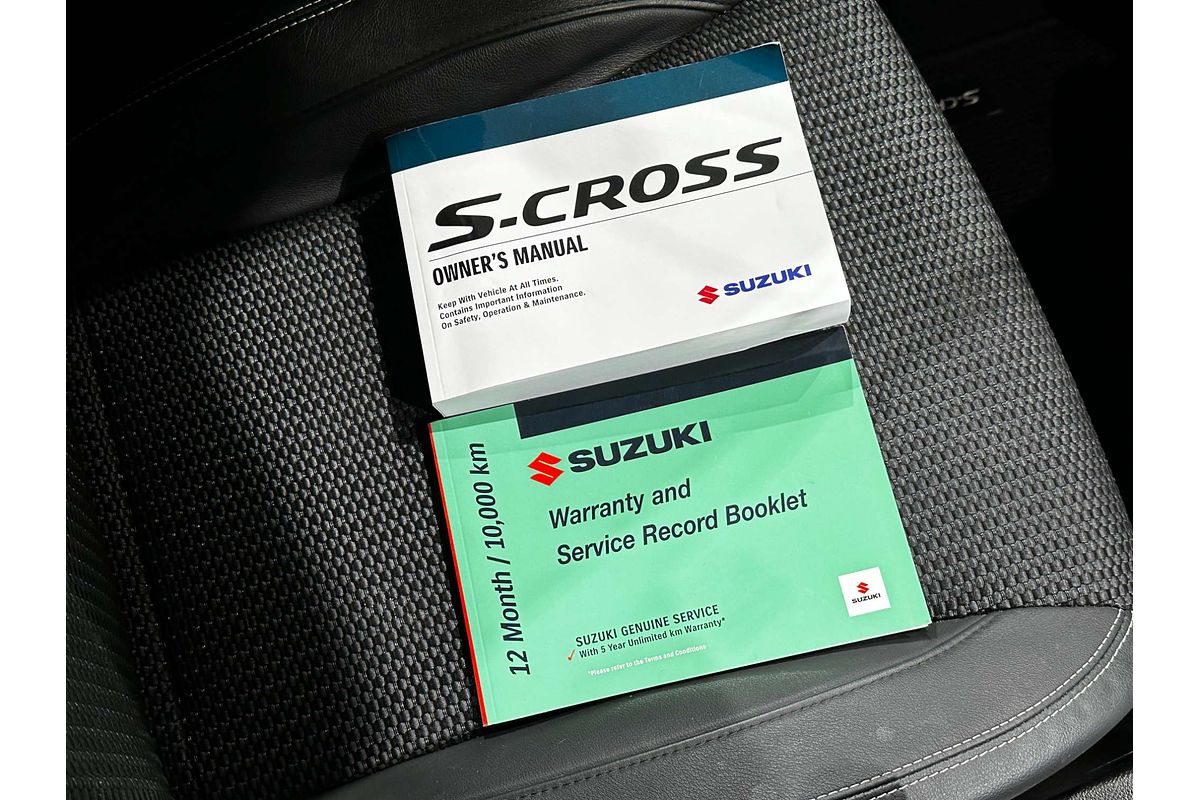 S-CROSS
OWNER'S MANUAL
Keep With Vehicle At All Times.
Contains Important Information
On Safety, Operation & Maintenance.
SUZUKI
12 Month / 10,000 km
SUZUKI
Warranty and
Service Record Booklet
SUZUKI GENUINE SERVICE
With 5 Year Unlimited km Warranty*
*Please refer to the Terms and Conditions
SUZUKI